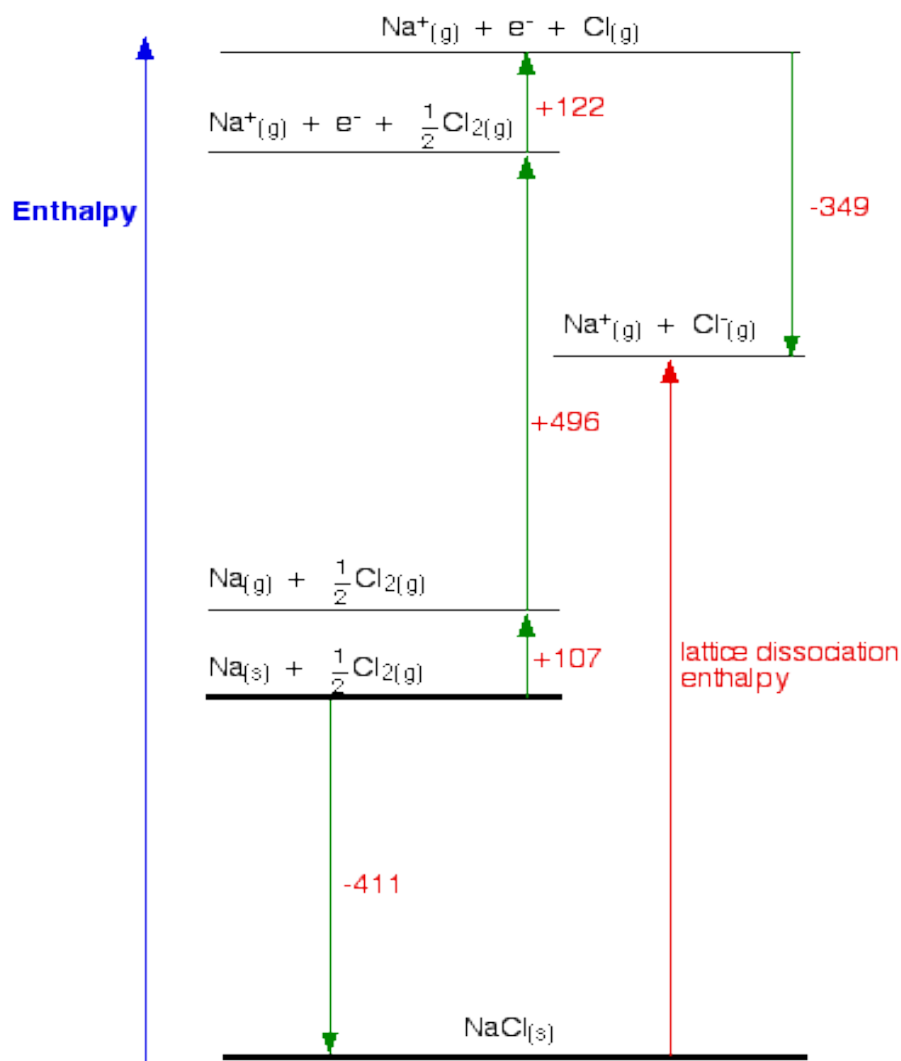 Na⁺(g) + e⁻ + Cl(g)
+122
Na⁺(g) + e⁻ + ½Cl₂(g)
Enthalpy
-349
Na⁺(g) + Cl⁻(g)
+496
Na(g) + ½Cl₂(g)
Na(s) + ½Cl₂(g)
+107
lattice dissociation
enthalpy
-411
NaCl(s)